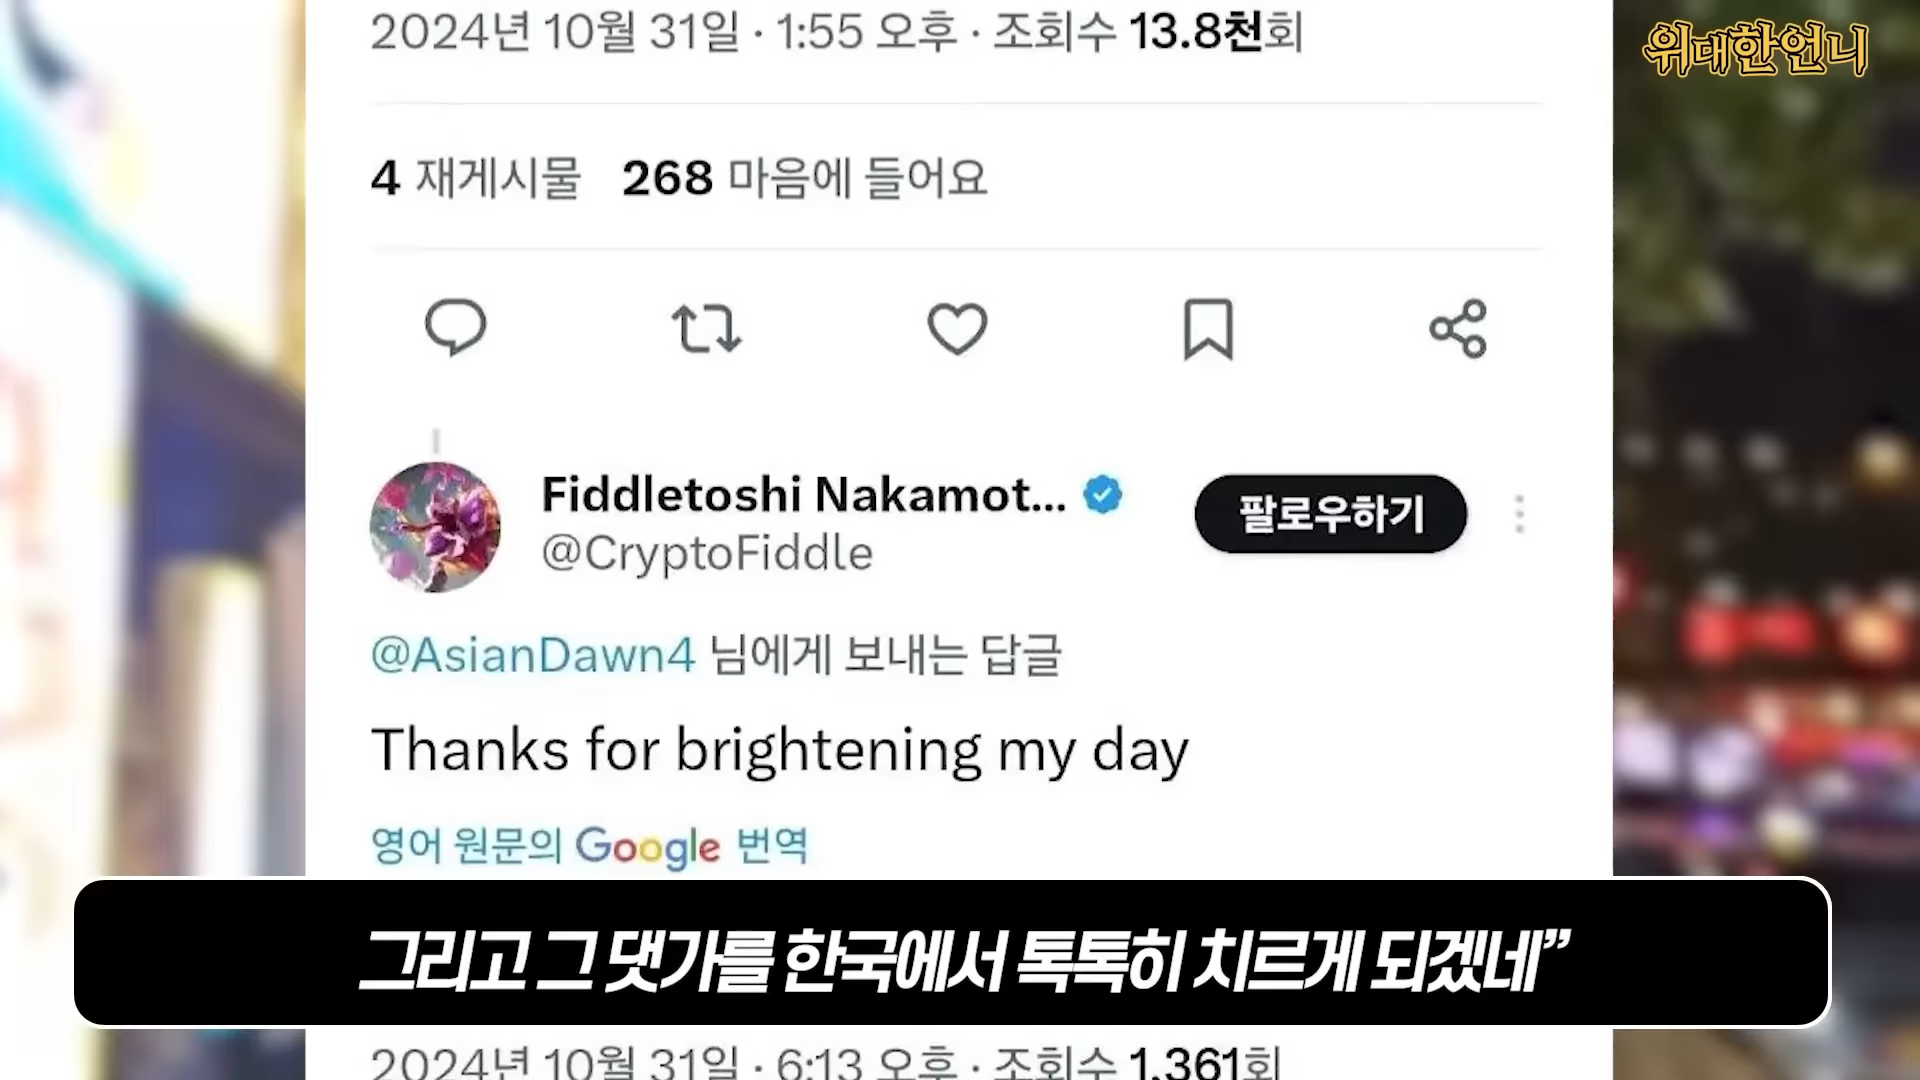 위대한언니
2024년 10월 31일 · 1:55 오후 · 조회수 13.8천회
4 재게시물 268 마음에 들어요
Fiddletoshi Nakamot...
팔로우하기
@CryptoFiddle
@AsianDawn4 님에게 보내는 답글
Thanks for brightening my day
영어 원문의 Google 번역
그리고 그 댓가를 한국에서 톡톡히 치르게 되겠네”
2024년 10월 31일 · 6:13 오후 · 조회수 1,361회